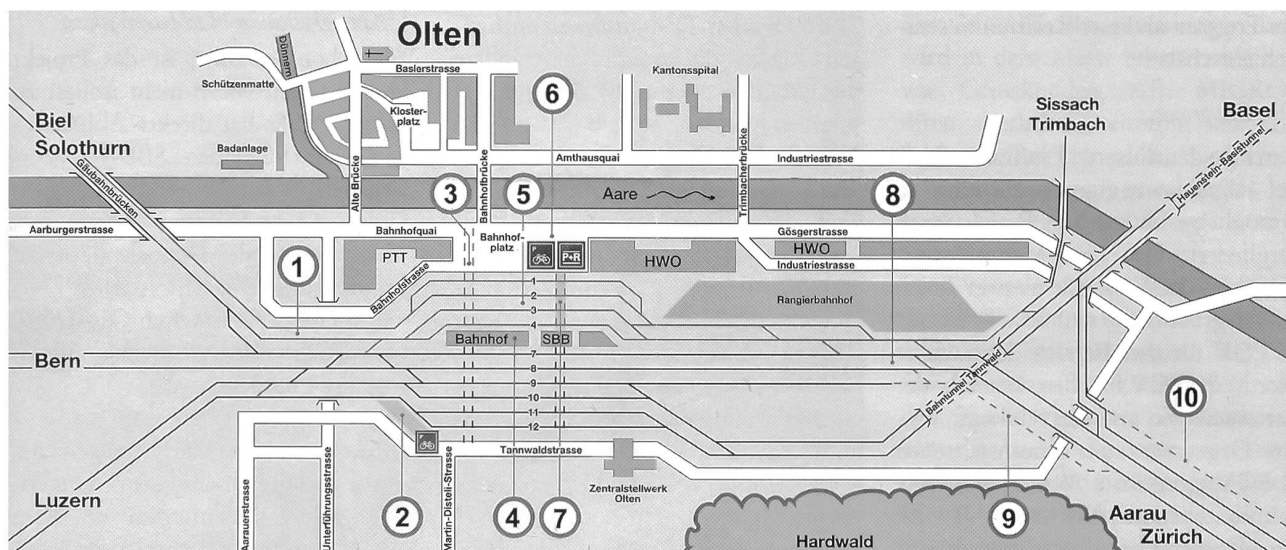 Olten
Dünnern
Baslerstrasse
Kantonsspital
Schützenmatte
Kloster-
platz
6
Sissach
Trimbach
Basel
Biel
Solothurn
Badanlage
Amthausquai
Industriestrasse
Gäubahnbrücken
Alte Brücke
Bahnhofbrücke
Trimbacherbrücke
Hauenstein-Basistunnel
3
5
Aare
8
Aarburgerstrasse
Bahnhofquai
Bahnhof-
platz
Gösgerstrasse
1
PTT
P
P+R
HWO
HWO
Industriestrasse
Bahnhofstrasse
1
2
3
4
Rangierbahnhof
Bahnhof
SBB
Bern
7
8
9
10
11
12
Bahntunnel Tannwald
10
P
Tannwaldstrasse
Luzern
Aarauerstrasse
Unterführungsstrasse
Martin-Disteli-Strasse
Zentralstellwerk
Olten
2
4
7
9
Aarau
Zürich
Hardwald